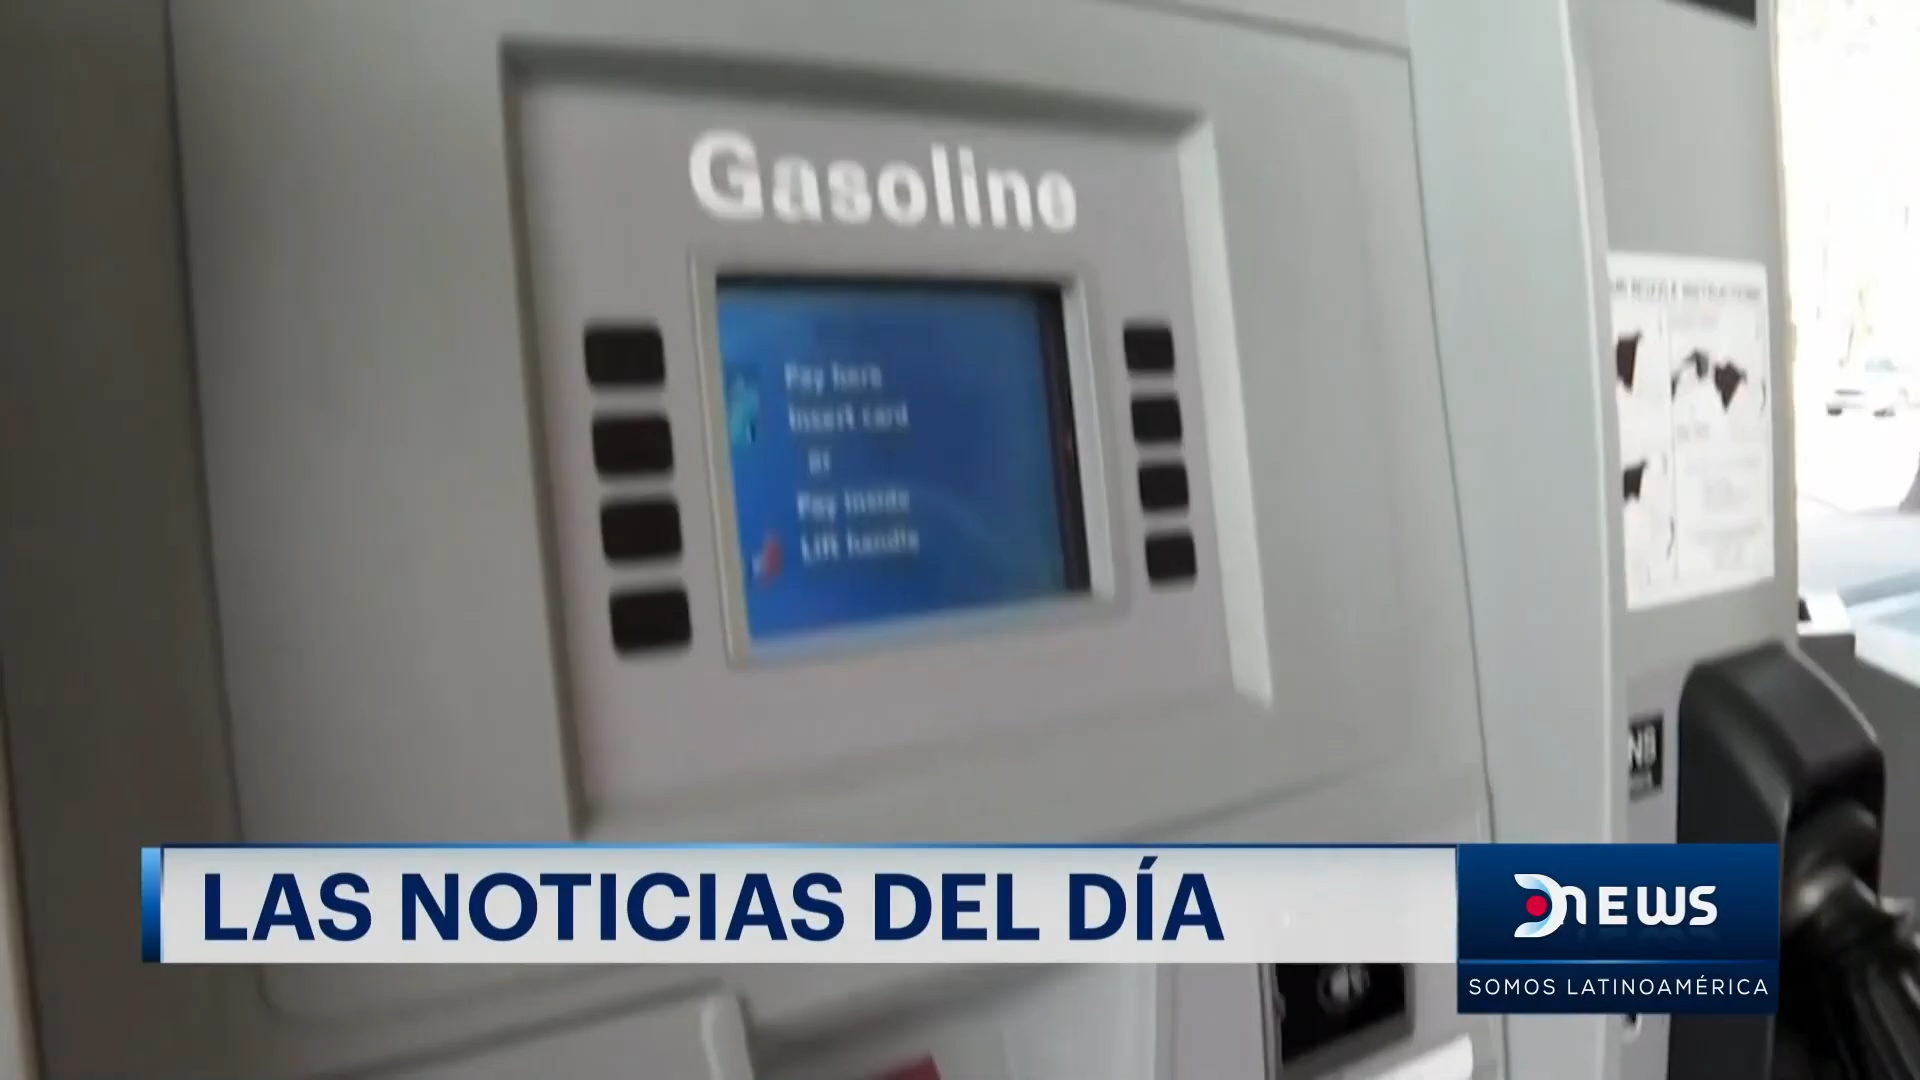 Gasoline
Pay here
Insert card
or
Pay inside
Lift handle
LAS NOTICIAS DEL DÍA
DNEWS
SOMOS LATINOAMÉRICA